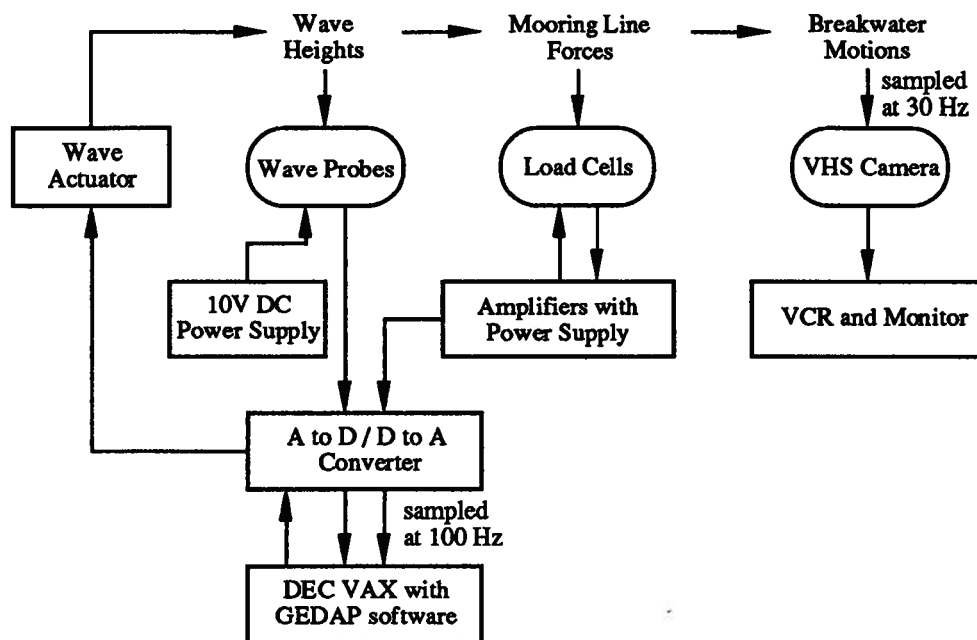 Wave
Heights
Mooring Line
Forces
Breakwater
Motions
sampled
at 30 Hz
Wave
Actuator
Wave Probes
Load Cells
VHS Camera
10V DC
Power Supply
Amplifiers with
Power Supply
VCR and Monitor
A to D / D to A
Converter
sampled
at 100 Hz
DEC VAX with
GEDAP software